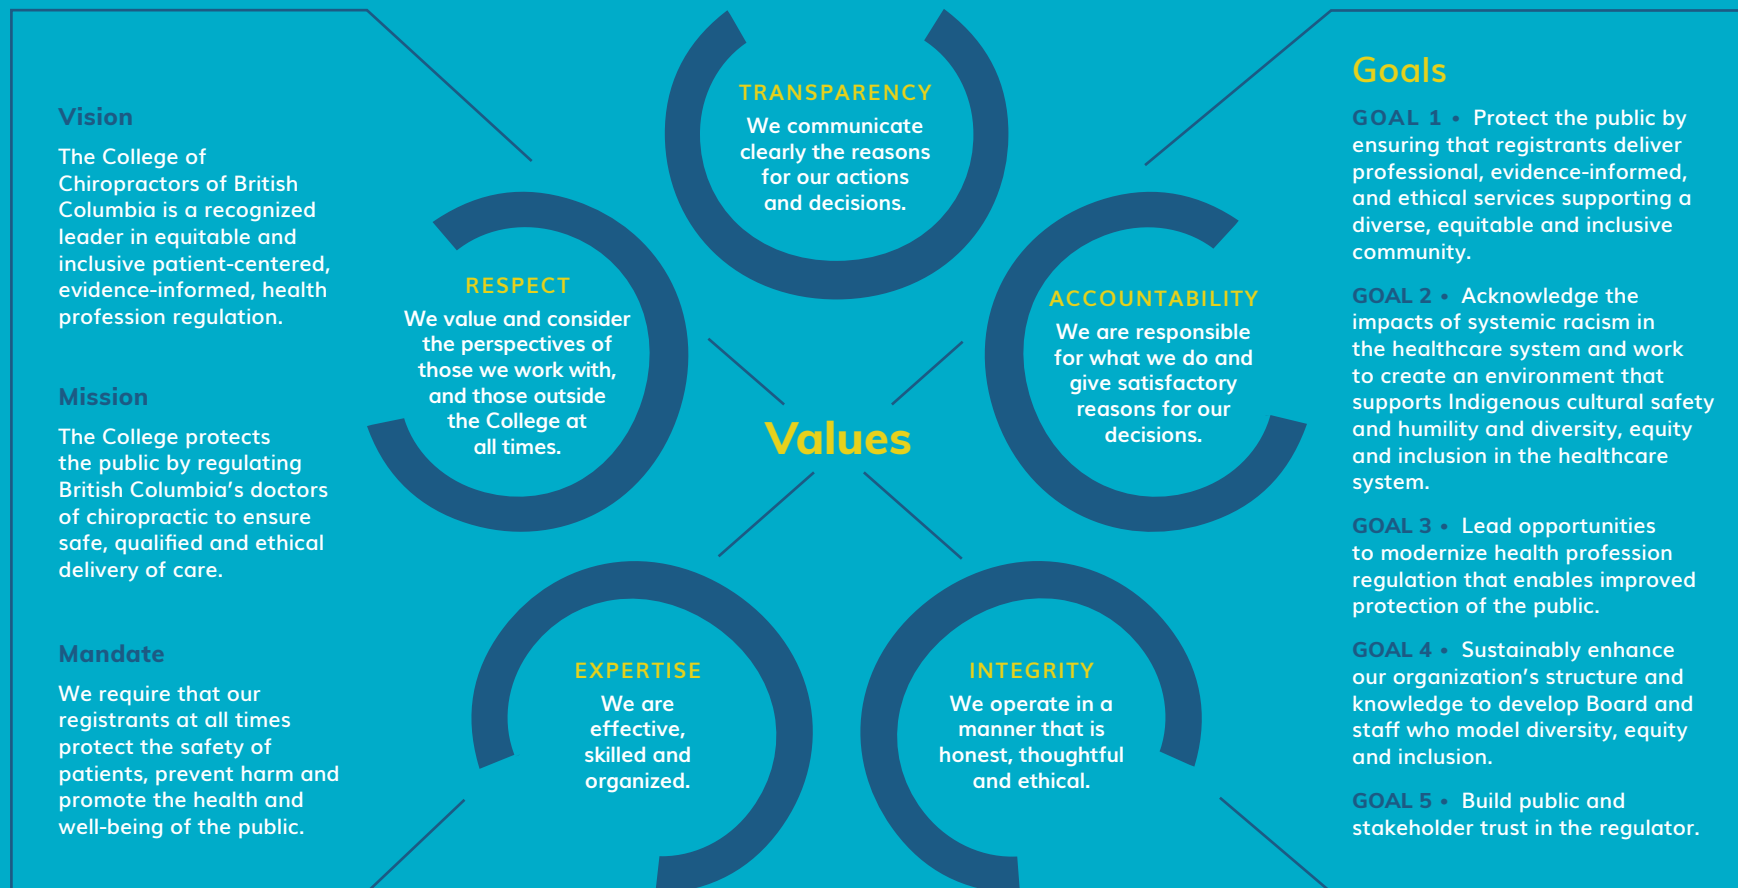 Vision
The College of
Chiropractors of British
Columbia is a recognized
leader in equitable and
inclusive patient-centered,
evidence-informed, health
profession regulation.
Mission
The College protects
the public by regulating
British Columbia’s doctors
of chiropractic to ensure
safe, qualified and ethical
delivery of care.
Mandate
We require that our
registrants at all times
protect the safety of
patients, prevent harm and
promote the health and
well-being of the public.
TRANSPARENCY
We communicate
clearly the reasons
for our actions
and decisions.
RESPECT
We value and consider
the perspectives of
those we work with,
and those outside
the College at
all times.
ACCOUNTABILITY
We are responsible
for what we do and
give satisfactory
reasons for our
decisions.
Values
EXPERTISE
We are
effective,
skilled and
organized.
INTEGRITY
We operate in a
manner that is
honest, thoughtful
and ethical.
Goals
GOAL 1 • Protect the public by
ensuring that registrants deliver
professional, evidence-informed,
and ethical services supporting a
diverse, equitable and inclusive
community.
GOAL 2 • Acknowledge the
impacts of systemic racism in
the healthcare system and work
to create an environment that
supports Indigenous cultural safety
and humility and diversity, equity
and inclusion in the healthcare
system.
GOAL 3 • Lead opportunities
to modernize health profession
regulation that enables improved
protection of the public.
GOAL 4 • Sustainably enhance
our organization’s structure and
knowledge to develop Board and
staff who model diversity, equity
and inclusion.
GOAL 5 • Build public and
stakeholder trust in the regulator.